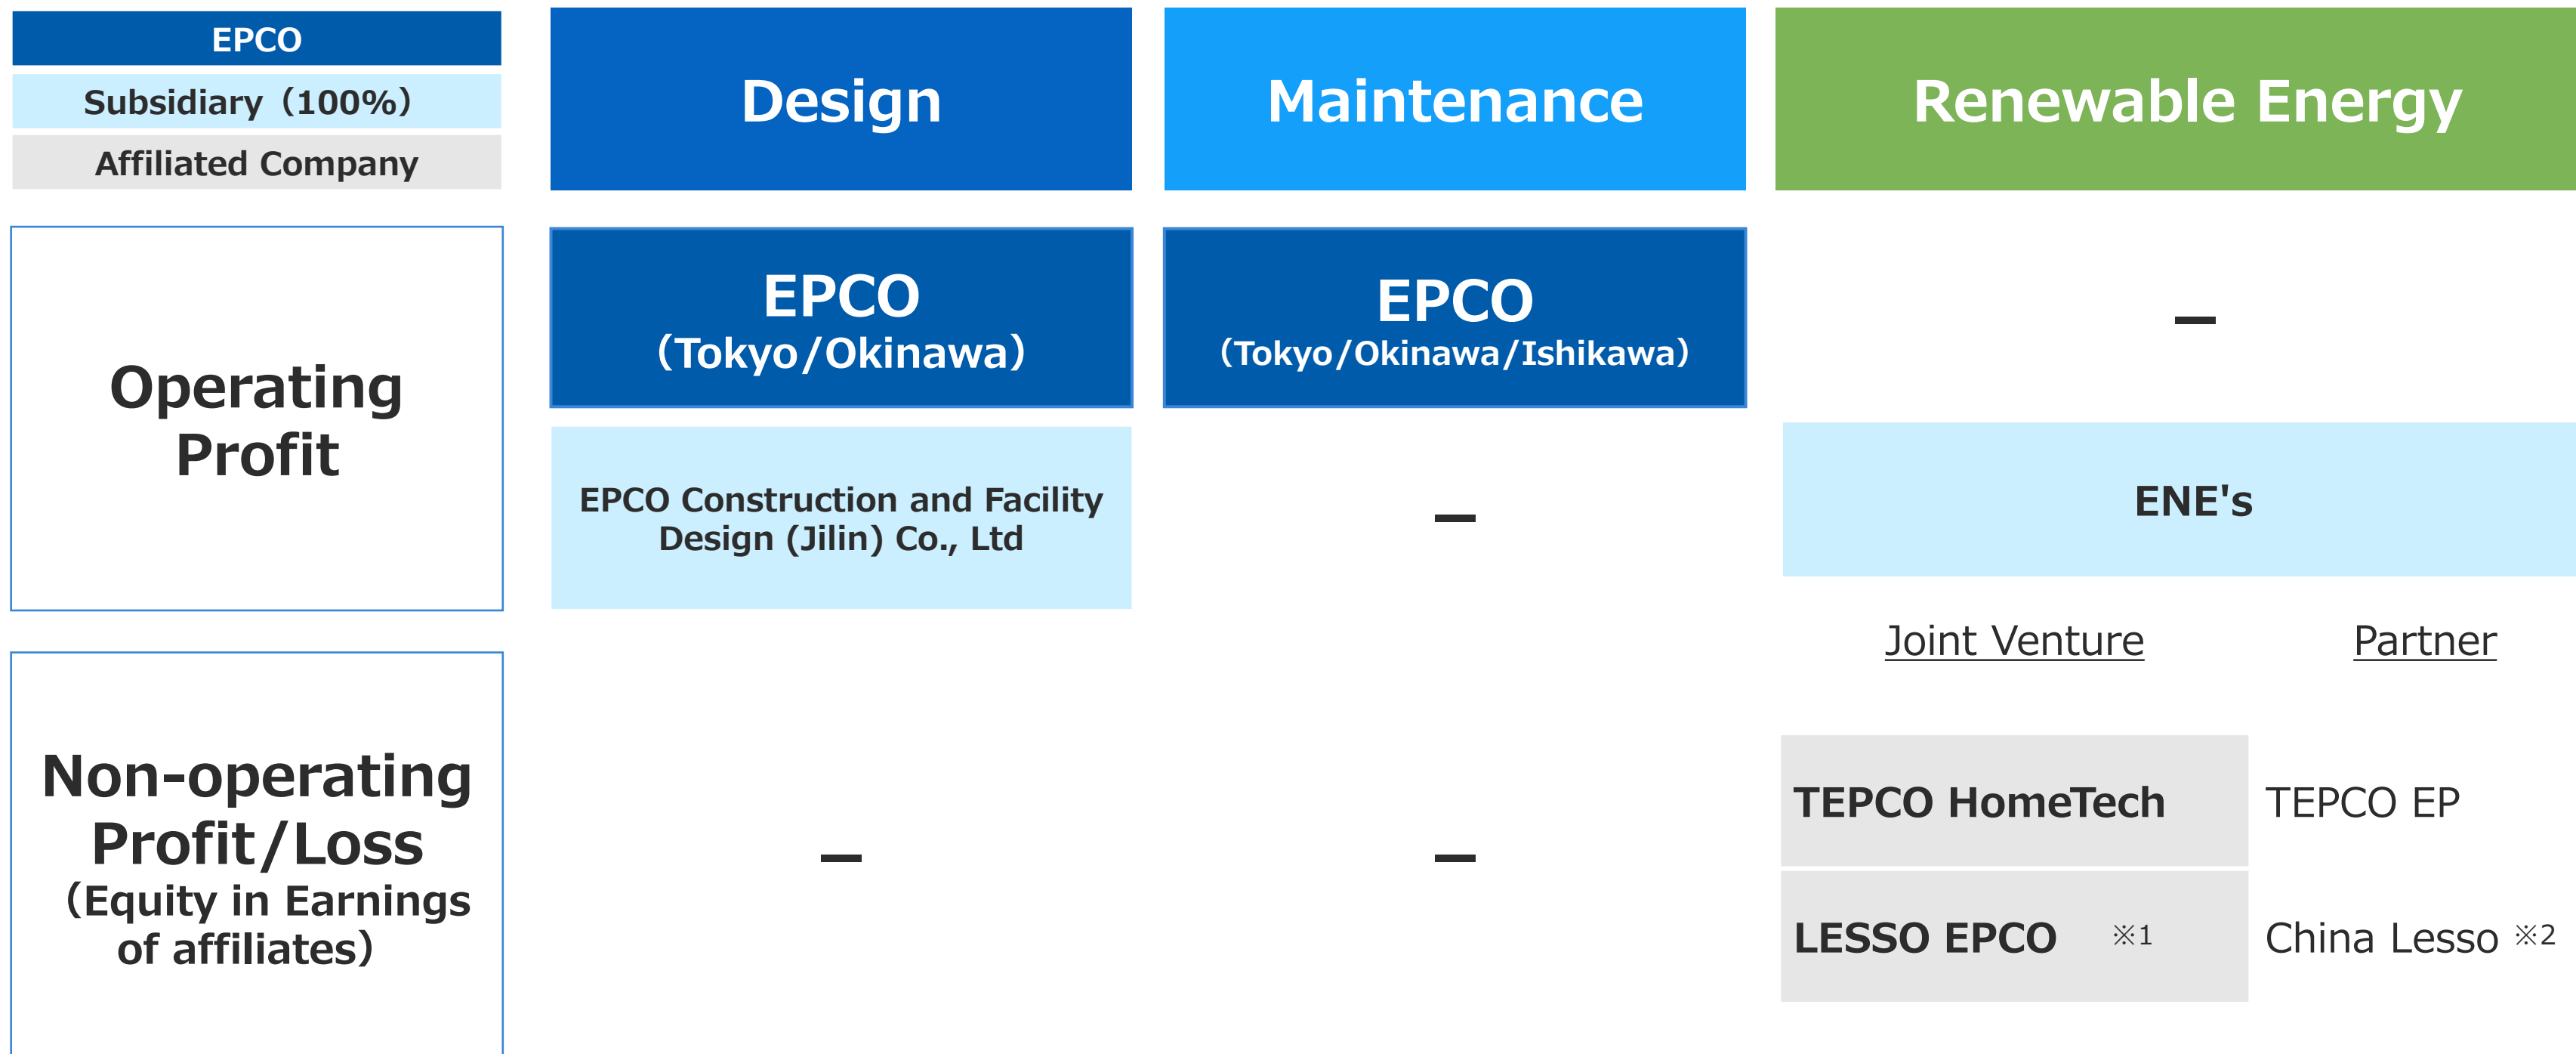 EPCO
Subsidiary（100%）
Affiliated Company
Design
Maintenance
Renewable Energy
Operating
Profit
EPCO
（Tokyo/Okinawa）
EPCO
（Tokyo/Okinawa/Ishikawa）
–
EPCO Construction and Facility
Design (Jilin) Co., Ltd
–
ENE's
Joint Venture
Partner
Non-operating
Profit/Loss
（Equity in Earnings
of affiliates）
–
–
TEPCO HomeTech
TEPCO EP
LESSO EPCO ※1
China Lesso ※2